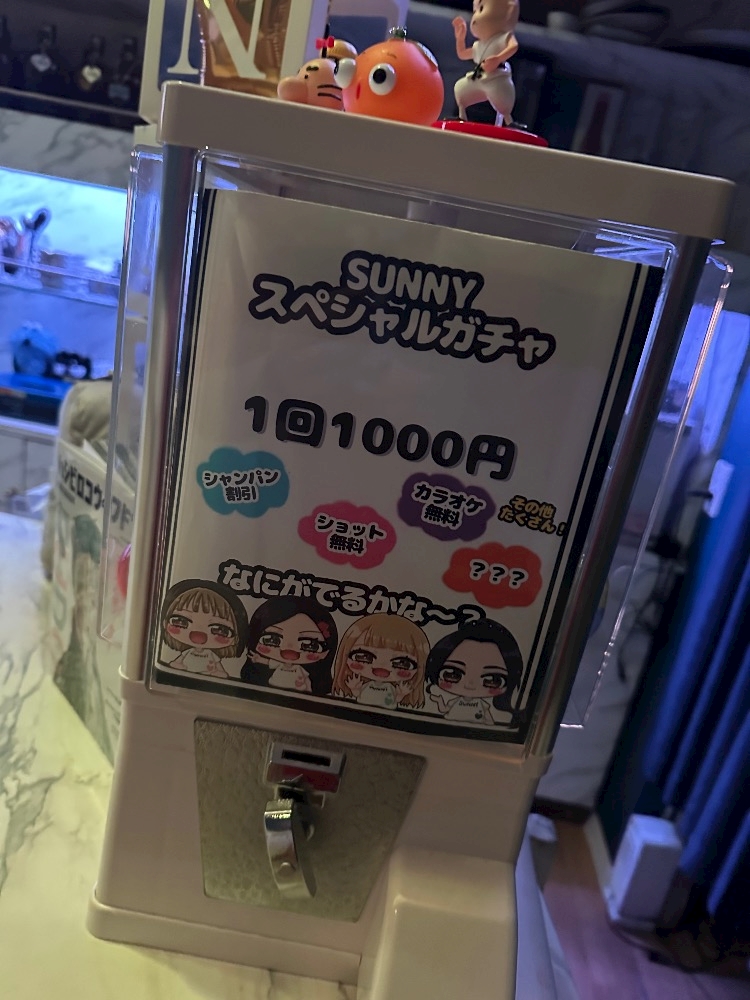 N
SUNNY
スペシャルガチャ
1回1000円
シャンパン
割引
ショット
無料
カラオケ
無料
その他
たくさん!
???
なにがでるかな〜?